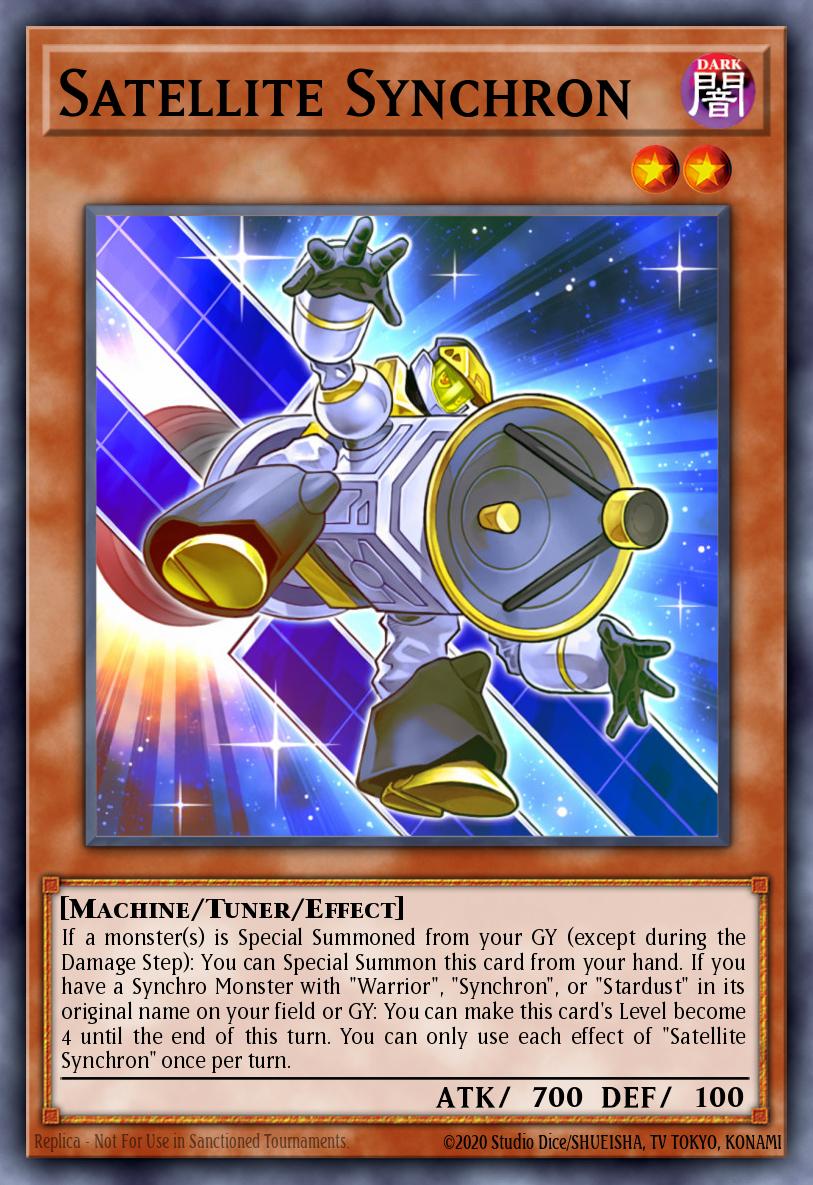 SATELLITE SYNCHRON
DARK
闇
[MACHINE/TUNER/EFFECT]
If a monster(s) is Special Summoned from your GY (except during the
Damage Step): You can Special Summon this card from your hand. If you
have a Synchro Monster with "Warrior", "Synchron", or "Stardust" in its
original name on your field or GY: You can make this card's Level become
4 until the end of this turn. You can only use each effect of "Satellite
Synchron" once per turn.
ATK/ 700 DEF/ 100
Replica - Not For Use in Sanctioned Tournaments.
©2020 Studio Dice/SHUEISHA, TV TOKYO, KONAMI